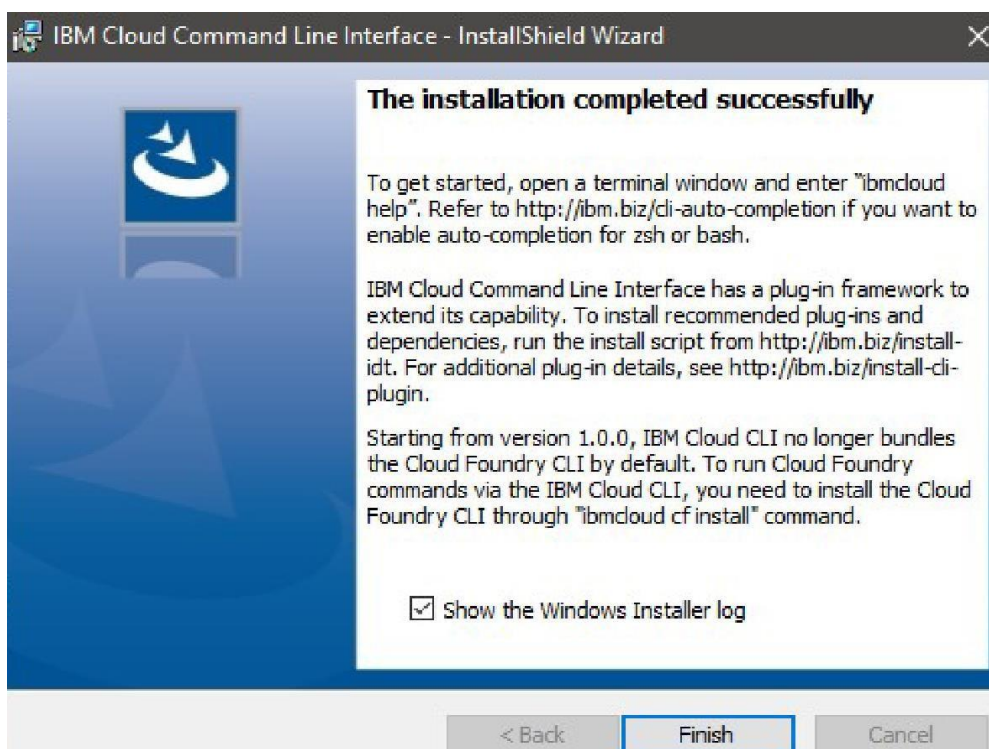 IBM Cloud Command Line Interface - InstallShield Wizard
The installation completed successfully
To get started, open a terminal window and enter "ibmcloud
help". Refer to http://ibm.biz/cli-auto-completion if you want to
enable auto-completion for zsh or bash.
IBM Cloud Command Line Interface has a plug-in framework to
extend its capability. To install recommended plug-ins and
dependencies, run the install script from http://ibm.biz/install-
idt. For additional plug-in details, see http://ibm.biz/install-cli-
plugin.
Starting from version 1.0.0, IBM Cloud CLI no longer bundles
the Cloud Foundry CLI by default. To run Cloud Foundry
commands via the IBM Cloud CLI, you need to install the Cloud
Foundry CLI through "ibmcloud cf install" command.
Show the Windows Installer log
< Back Finish Cancel